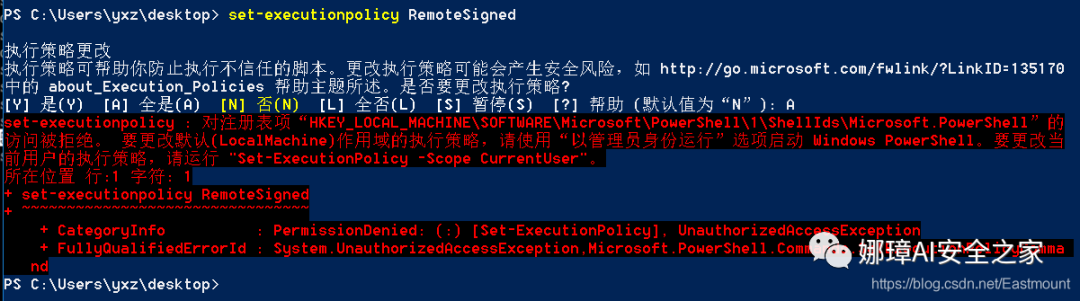 PS C:\Users\yxz\desktop> set-executionpolicy RemoteSigned
执行策略更改
执行策略可帮助你防止执行不信任的脚本。更改执行策略可能会产生安全风险，如 http://go.microsoft.com/fwlink/?LinkID=135170
中的 about_Execution_Policies 帮助主题所述。是否要更改执行策略?
[Y] 是(Y)  [A] 全是(A)  [N] 否(N)  [L] 全否(L)  [S] 暂停(S)  [?] 帮助 (默认值为“N”): A
set-executionpolicy : 对注册表项“HKEY_LOCAL_MACHINE\SOFTWARE\Microsoft\PowerShell\1\ShellIds\Microsoft.PowerShell”的
访问被拒绝。 要更改默认(LocalMachine)作用域的执行策略，请使用“以管理员身份运行”选项启动 Windows PowerShell。要更改当
前用户的执行策略，请运行 "Set-ExecutionPolicy -Scope CurrentUser"。
所在位置 行:1 字符: 1
+ set-executionpolicy RemoteSigned
+ ~~~~~~~~~~~~~~~~~~~~~~~~~~~~~~~~
+ CategoryInfo          : PermissionDenied: (:) [Set-ExecutionPolicy], UnauthorizedAccessException
+ FullyQualifiedErrorId : System.UnauthorizedAccessException,Microsoft.PowerShell.Comm
nd
PS C:\Users\yxz\desktop>
娜璋AI安全之家
https://blog.csdn.net/Eastmount